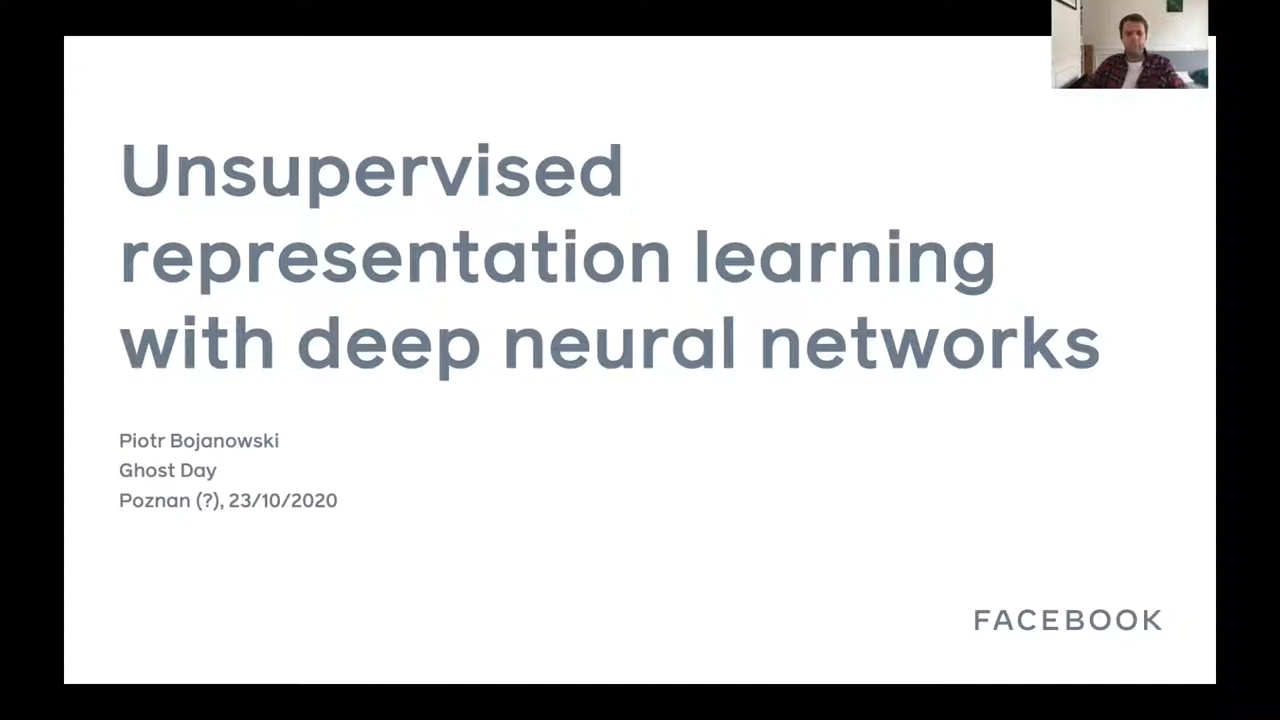 Unsupervised
representation learning
with deep neural networks
Piotr Bojanowski
Ghost Day
Poznan (?), 23/10/2020
FACEBOOK